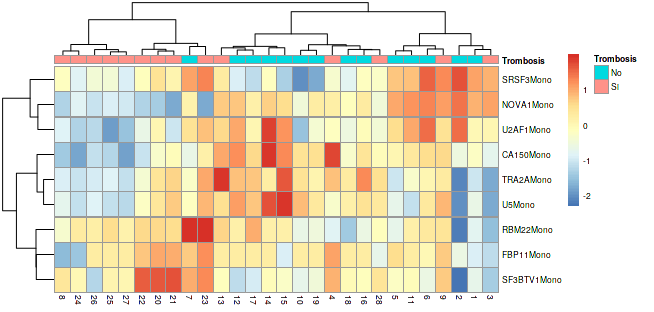 Trombosis
Trombosis
No
SI
SRSF3Mono
NOVA1Mono
U2AF1Mono
CA150Mono
TRA2AMono
U5Mono
RBM22Mono
FBP11Mono
SF3BTV1Mono
1
0
-1
-2
8 24 26 25 27 22 20 21 7 23 13 12 17 14 15 10 19 4 18 16 28 5 11 6 9 2 1 3